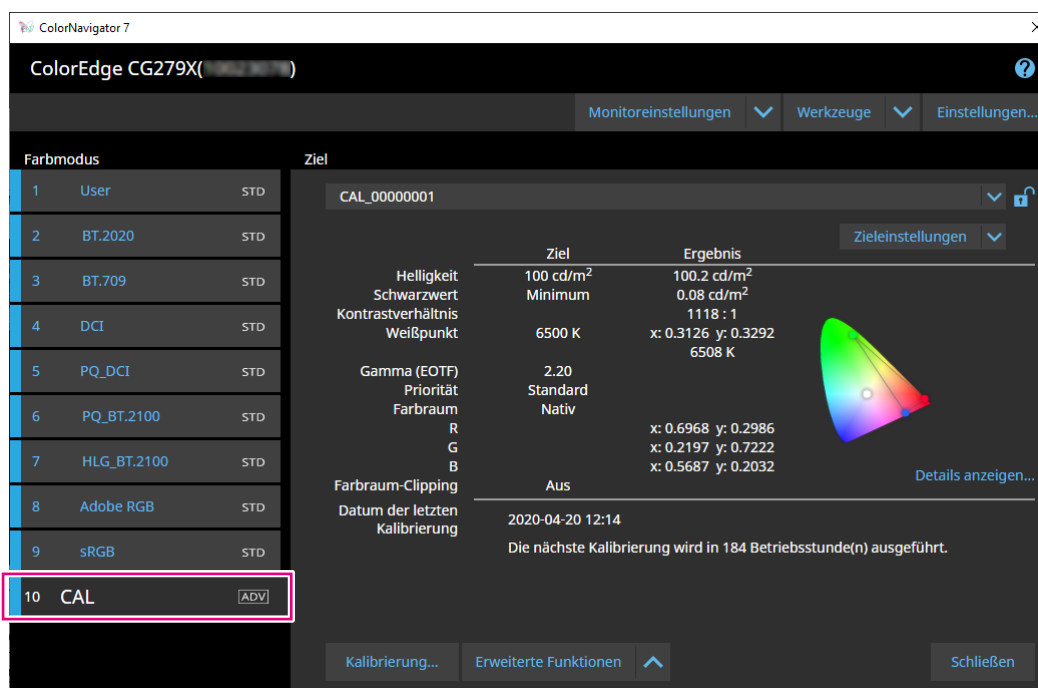 ColorNavigator 7
ColorEdge CG279X( )
Monitoreinstellungen Werkzeuge Einstellungen...
Farbmodus
1 User STD
2 BT.2020 STD
3 BT.709 STD
4 DCI STD
5 PQ_DCI STD
6 PQ_BT.2100 STD
7 HLG_BT.2100 STD
8 Adobe RGB STD
9 sRGB STD
10 CAL ADV
Ziel
CAL_00000001
Zieleinstellungen
Ziel Ergebnis
Helligkeit 100 cd/m² 100.2 cd/m²
Schwarzwert Minimum 0.08 cd/m²
Kontrastverhältnis 1118 : 1
Weißpunkt 6500 K x: 0.3126 y: 0.3292
6508 K
Gamma (EOTF) 2.20
Priorität Standard
Farbraum Nativ
R x: 0.6968 y: 0.2986
G x: 0.2197 y: 0.7222
B x: 0.5687 y: 0.2032
Details anzeigen...
Farbraum-Clipping Aus
Datum der letzten
Kalibrierung
2020-04-20 12:14
Die nächste Kalibrierung wird in 184 Betriebsstunde(n) ausgeführt.
Kalibrierung... Erweiterte Funktionen Schließen